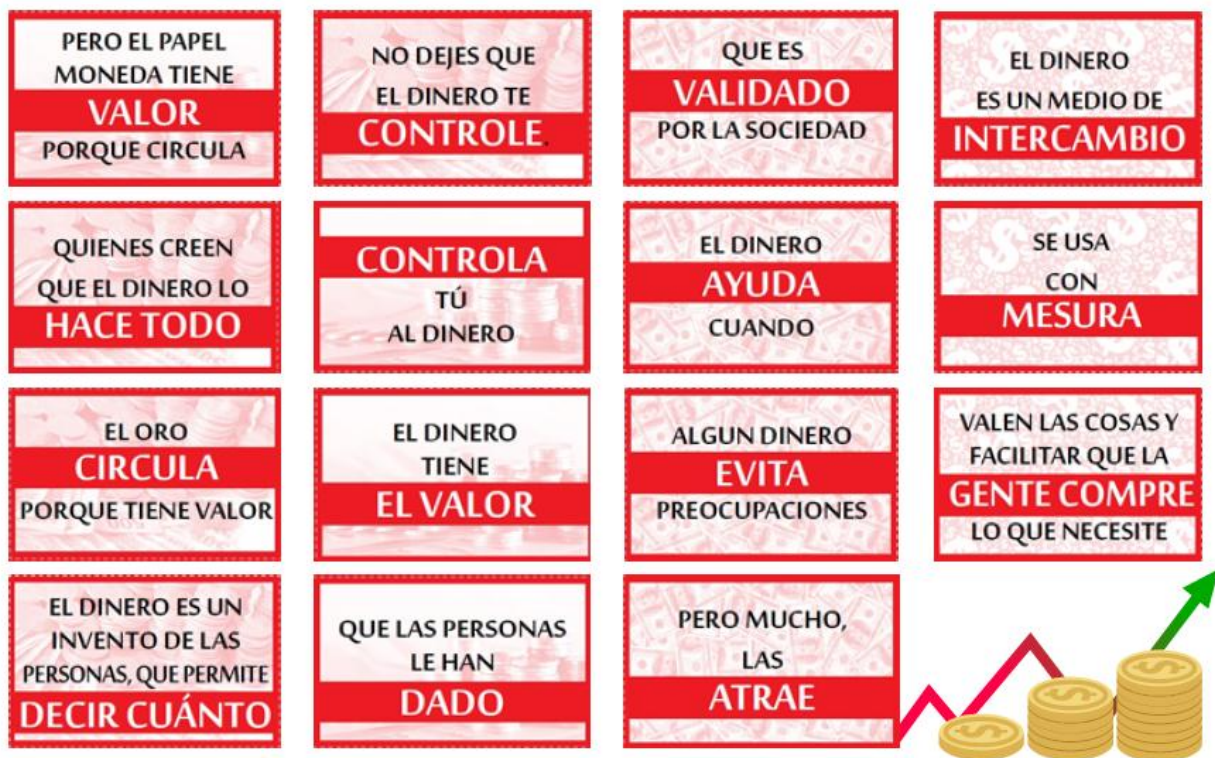 PERO EL PAPEL
MONEDA TIENE
VALOR
PORQUE CIRCULA
NO DEJES QUE
EL DINERO TE
CONTROLE.
QUE ES
VALIDADO
POR LA SOCIEDAD
EL DINERO
ES UN MEDIO DE
INTERCAMBIO
QUIENES CREEN
QUE EL DINERO LO
HACE TODO
CONTROLA
TÚ
AL DINERO
EL DINERO
AYUDA
CUANDO
SE USA
CON
MESURA
EL ORO
CIRCULA
PORQUE TIENE VALOR
EL DINERO
TIENE
EL VALOR
ALGUN DINERO
EVITA
PREOCUPACIONES
VALEN LAS COSAS Y
FACILITAR QUE LA
GENTE COMPRE
LO QUE NECESITE
EL DINERO ES UN
INVENTO DE LAS
PERSONAS, QUE PERMITE
DECIR CUÁNTO
QUE LAS PERSONAS
LE HAN
DADO
PERO MUCHO,
LAS
ATRAE